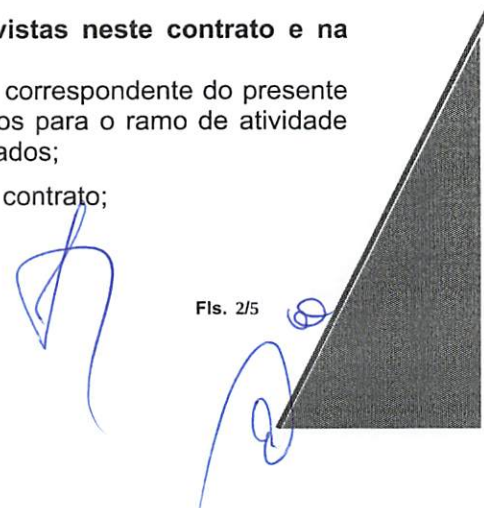 vistas neste contrato e na
correspondente do presente
os para o ramo de atividade
ados;
contrato;
Fls. 2/5